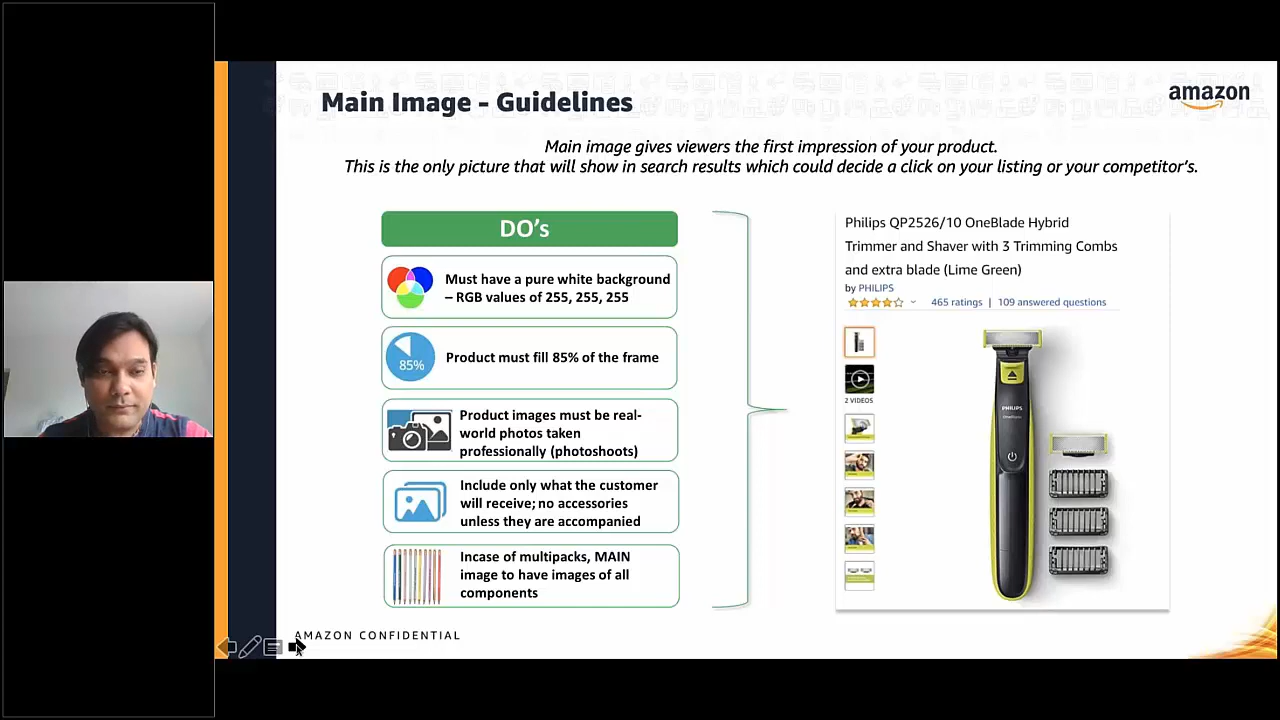 Main Image - Guidelines
amazon
Main image gives viewers the first impression of your product.
This is the only picture that will show in search results which could decide a click on your listing or your competitor's.
DO's
Must have a pure white background
– RGB values of 255, 255, 255
85%
Product must fill 85% of the frame
Product images must be real-
world photos taken
professionally (photoshoots)
Include only what the customer
will receive; no accessories
unless they are accompanied
Incase of multipacks, MAIN
image to have images of all
components
Philips QP2526/10 OneBlade Hybrid
Trimmer and Shaver with 3 Trimming Combs
and extra blade (Lime Green)
by PHILIPS
465 ratings | 109 answered questions
2 VIDEOS
PHILIPS
OneBlade
AMAZON CONFIDENTIAL